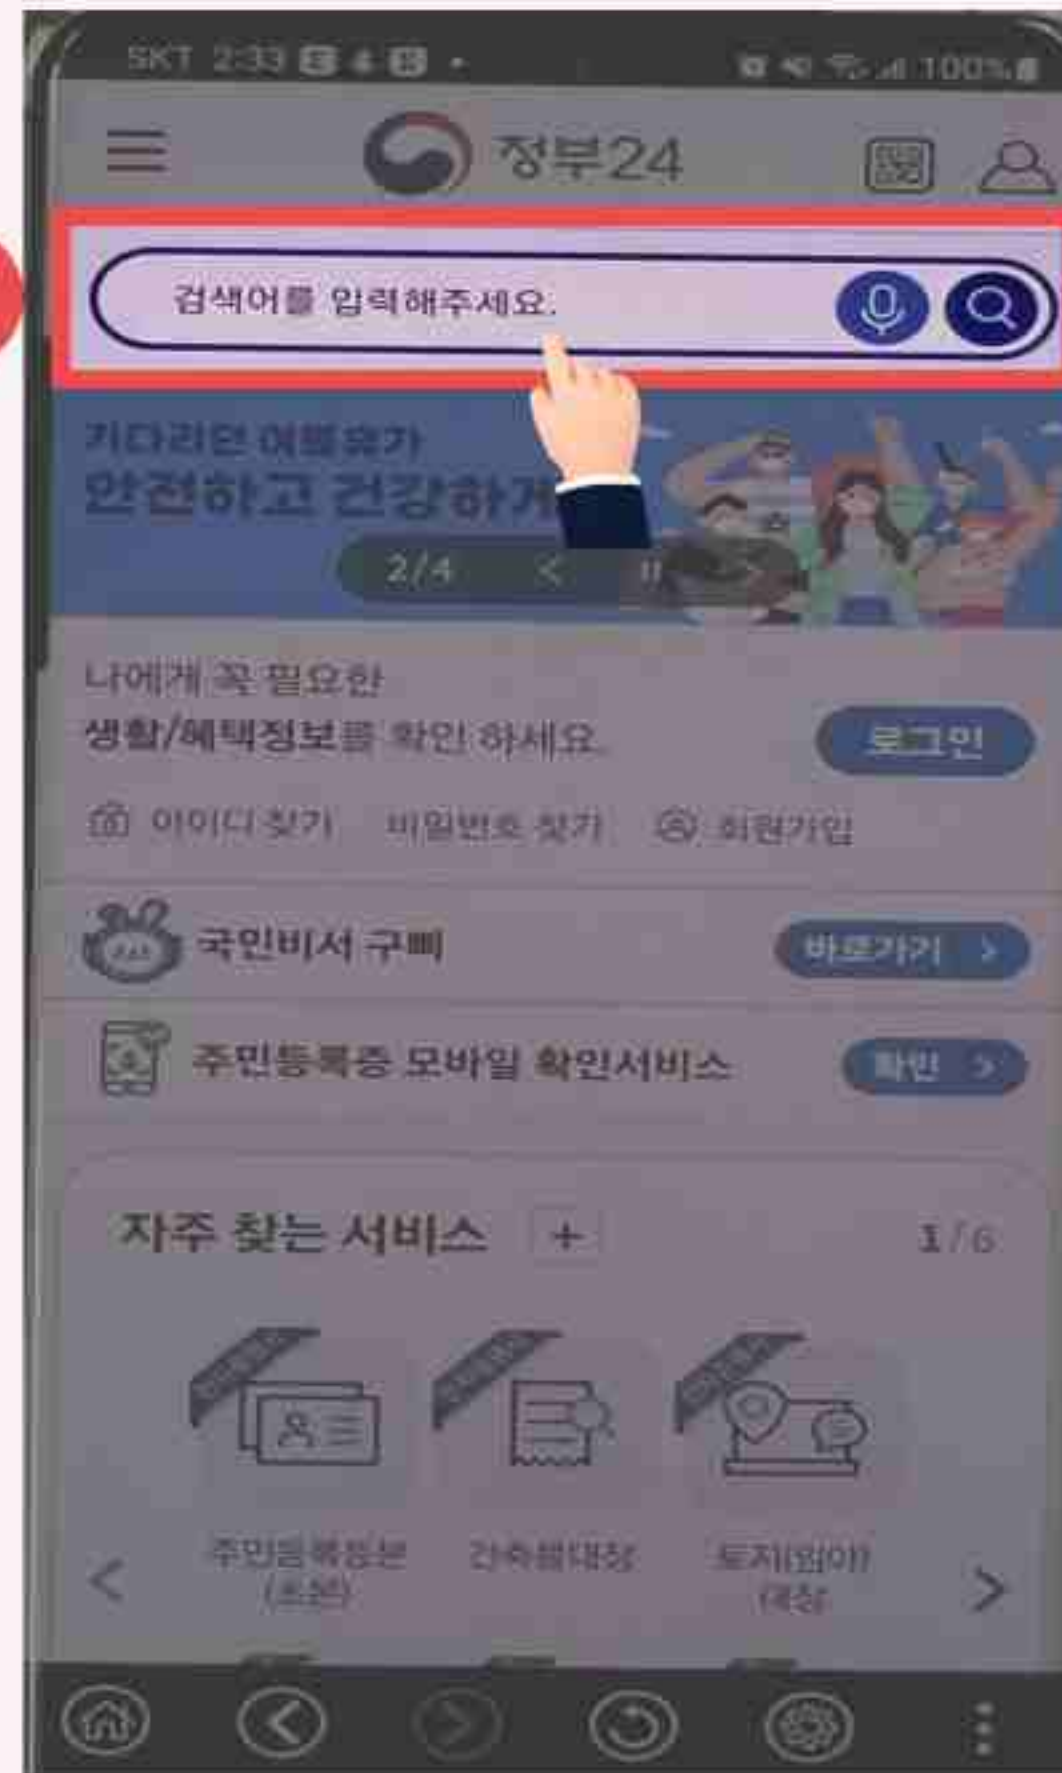 SKT 2:33
100%
정부24
검색어를 입력해주세요.
기다리던 여름휴가
안전하고 건강하게
2/4
나에게 꼭 필요한
생활/혜택정보를 확인 하세요.
로그인
아이디 찾기 비밀번호 찾기 회원가입
국민비서 구삐
바로가기 >
주민등록증 모바일 확인서비스
확인 >
자주 찾는 서비스 +
1/6
주민등록등본
(초본)
건축물대장
토지(임야)
대장